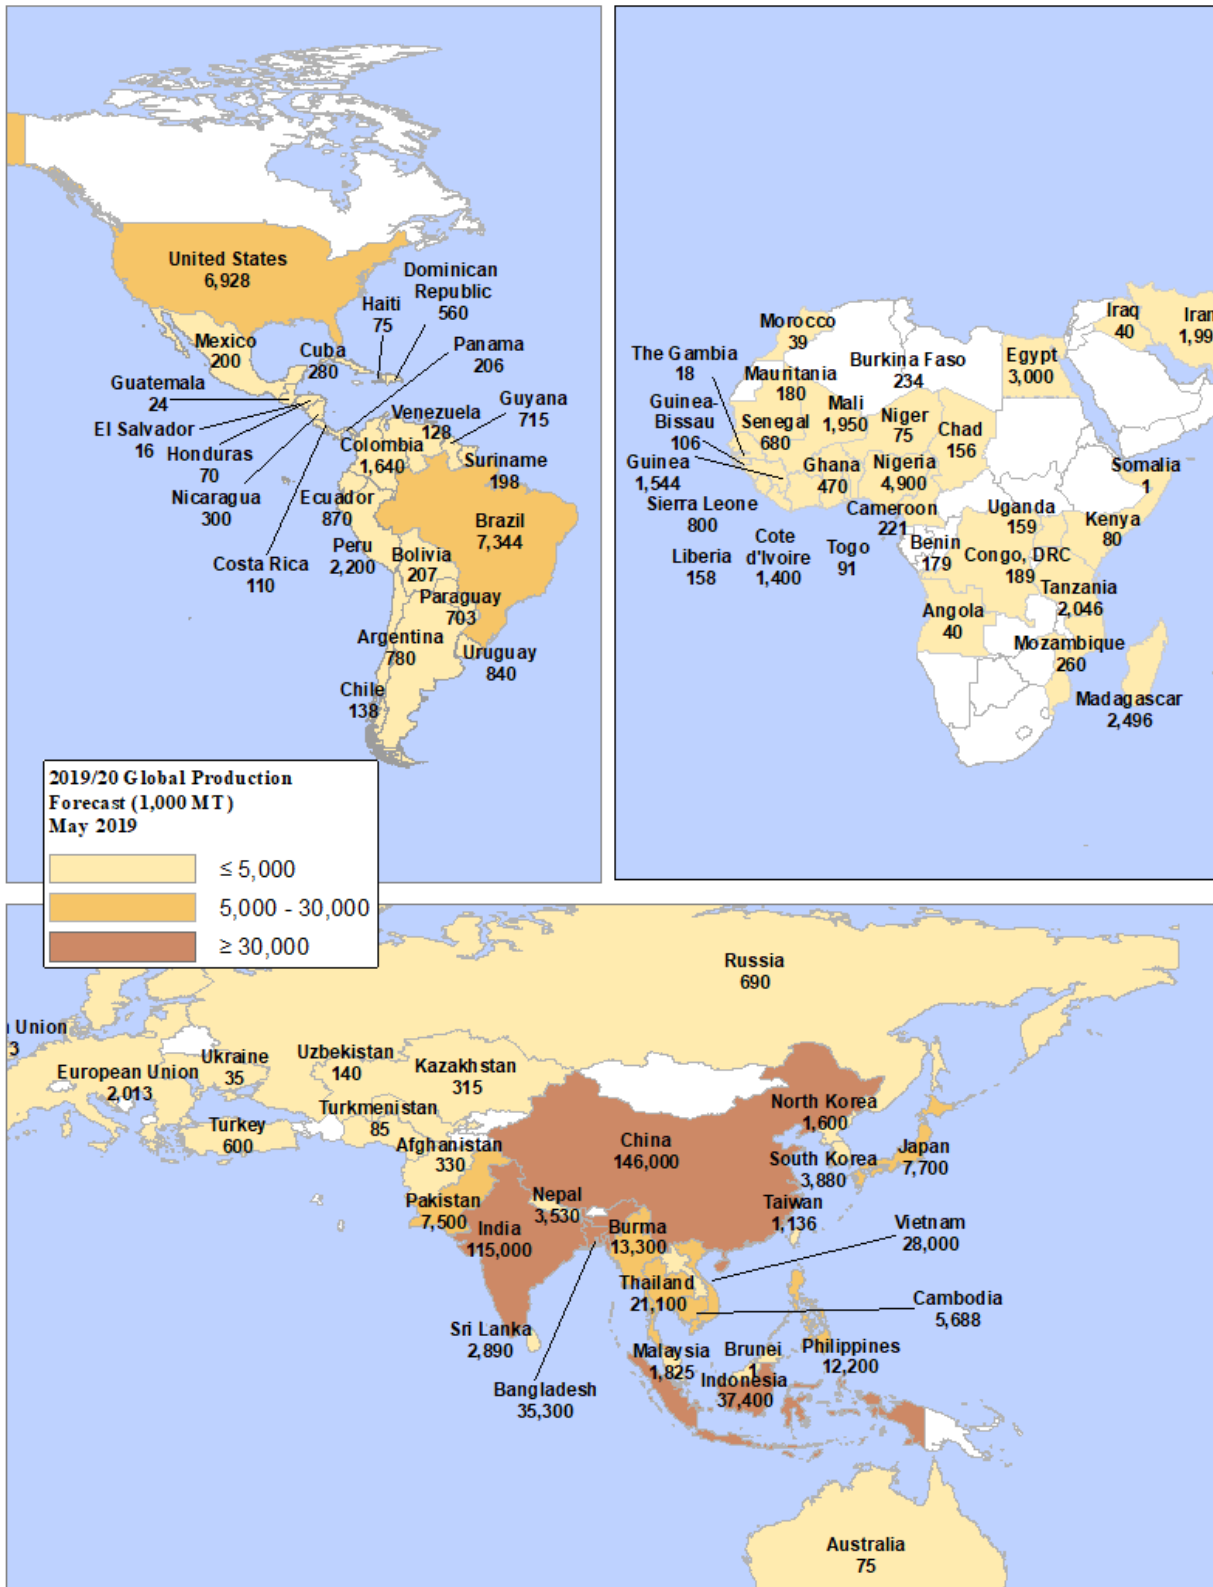 United States
6,928
Dominican
Republic
560
Haiti
75
Mexico
200
Cuba
280
Panama
206
Guatemala
24
El Salvador
16
Honduras
70
Nicaragua
300
Costa Rica
110
Venezuela
128
Guyana
715
Colombia
1,640
Suriname
198
Ecuador
870
Brazil
7,344
Peru
2,200
Bolivia
207
Paraguay
703
Argentina
780
Uruguay
840
Chile
138
Iraq
40
Iran
1,99
Morocco
39
The Gambia
18
Burkina Faso
234
Egypt
3,000
Mauritania
180
Guinea-
Bissau
106
Senegal
680
Mali
1,950
Niger
75
Chad
156
Guinea
1,544
Ghana
470
Nigeria
4,900
Somalia
1
Sierra Leone
800
Cameroon
221
Uganda
159
Kenya
80
Liberia
158
Cote
d'Ivoire
1,400
Togo
91
Benin
179
Congo, DRC
189
Tanzania
2,046
Angola
40
Mozambique
260
Madagascar
2,496
2019/20 Global Production
Forecast (1,000 MT)
May 2019
≤ 5,000
5,000 - 30,000
≥ 30,000
Russia
690
Union
3
European Union
2,013
Ukraine
35
Uzbekistan
140
Kazakhstan
315
Turkey
600
Turkmenistan
85
Afghanistan
330
China
146,000
North Korea
1,600
South Korea
3,880
Japan
7,700
Pakistan
7,500
India
115,000
Nepal
3,530
Burma
13,300
Taiwan
1,136
Vietnam
28,000
Thailand
21,100
Cambodia
5,688
Sri Lanka
2,890
Bangladesh
35,300
Malaysia
1,825
Brunei
1
Indonesia
37,400
Philippines
12,200
Australia
75